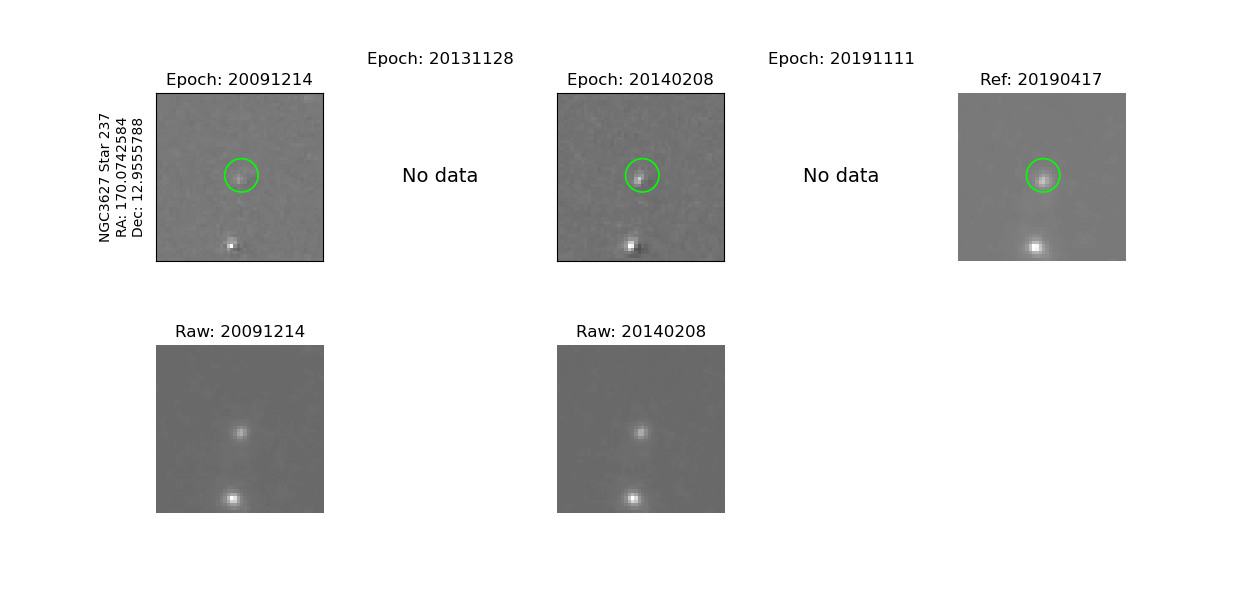 Epoch: 20131128
Epoch: 20191111
Epoch: 20091214
Epoch: 20140208
Ref: 20190417
NGC3627 Star 237
RA: 170.0742584
Dec: 12.9555788
No data
No data
Raw: 20091214
Raw: 20140208